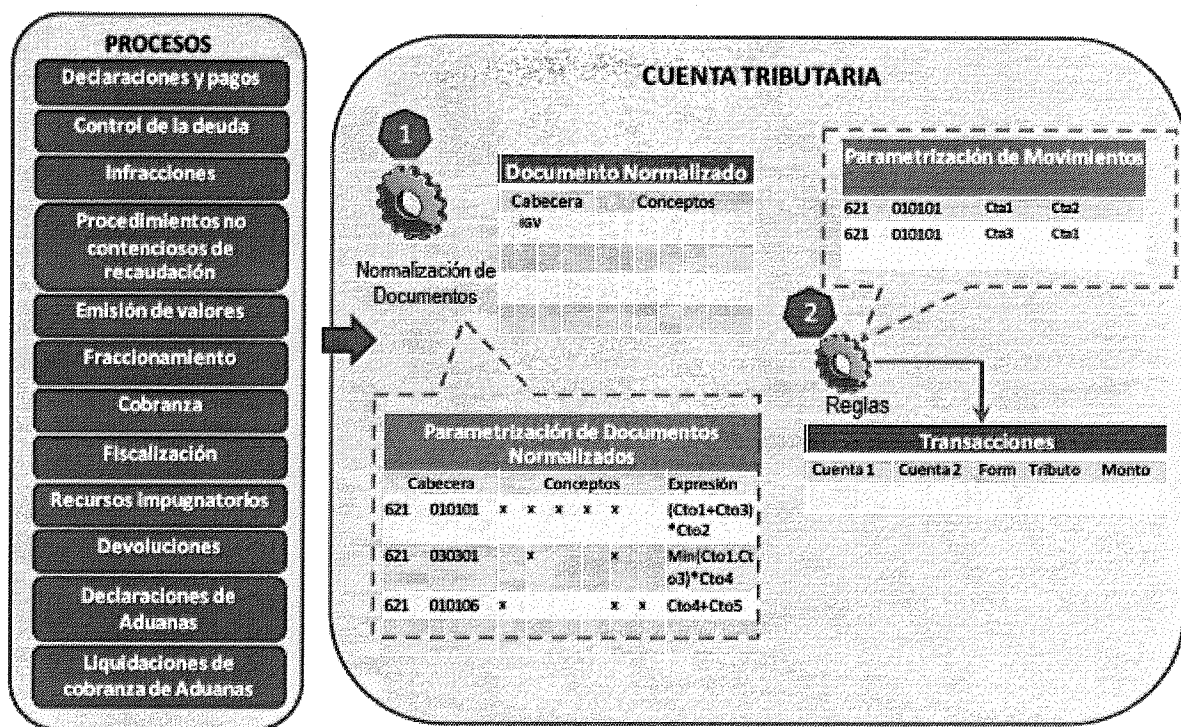 PROCESOS
Declaraciones y pagos
Control de la deuda
Infracciones
Procedimientos no
contenciosos de
recaudación
Emisión de valores
Fraccionamiento
Cobranza
Fiscalización
Recursos Impugnatorios
Devoluciones
Declaraciones de
Aduanas
Liquidaciones de
cobranza de Aduanas
CUENTA TRIBUTARIA
1
Normalización de
Documentos
Documento Normalizado
Cabecera Conceptos
IGV
Parametrización de Documentos
Normalizados
Cabecera Conceptos Expresión
621 010101 x x x x x (Cto1+Cto3)
*Cto2
621 030301 x x Min(Cto1.Ct
o3)*Cto4
621 010106 x x x Cto4+Cto5
Parametrización de Movimientos
621 010101 Cta1 Cta2
621 010101 Cta3 Cta1
2
Reglas
Transacciones
Cuenta 1 Cuenta 2 Form Tributo Monto